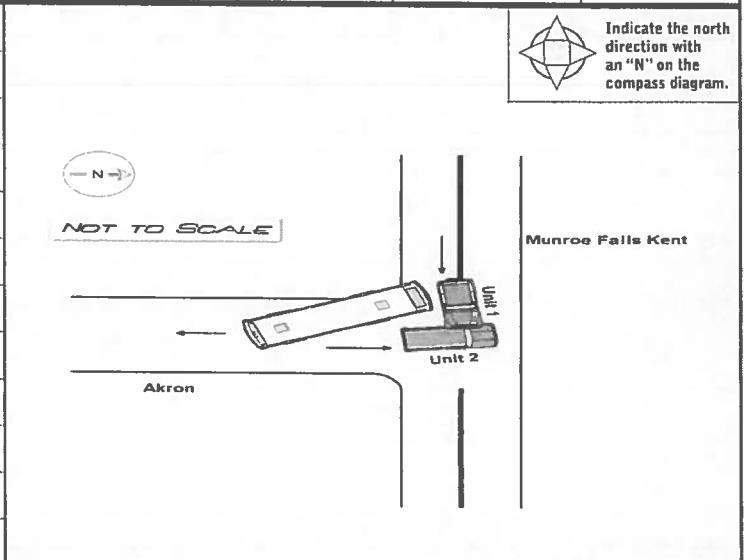 Indicate the north
direction with
an "N" on the
compass diagram.
N
NOT TO SCALE
Munroe Falls Kent
Unit 1
Unit 2
Akron